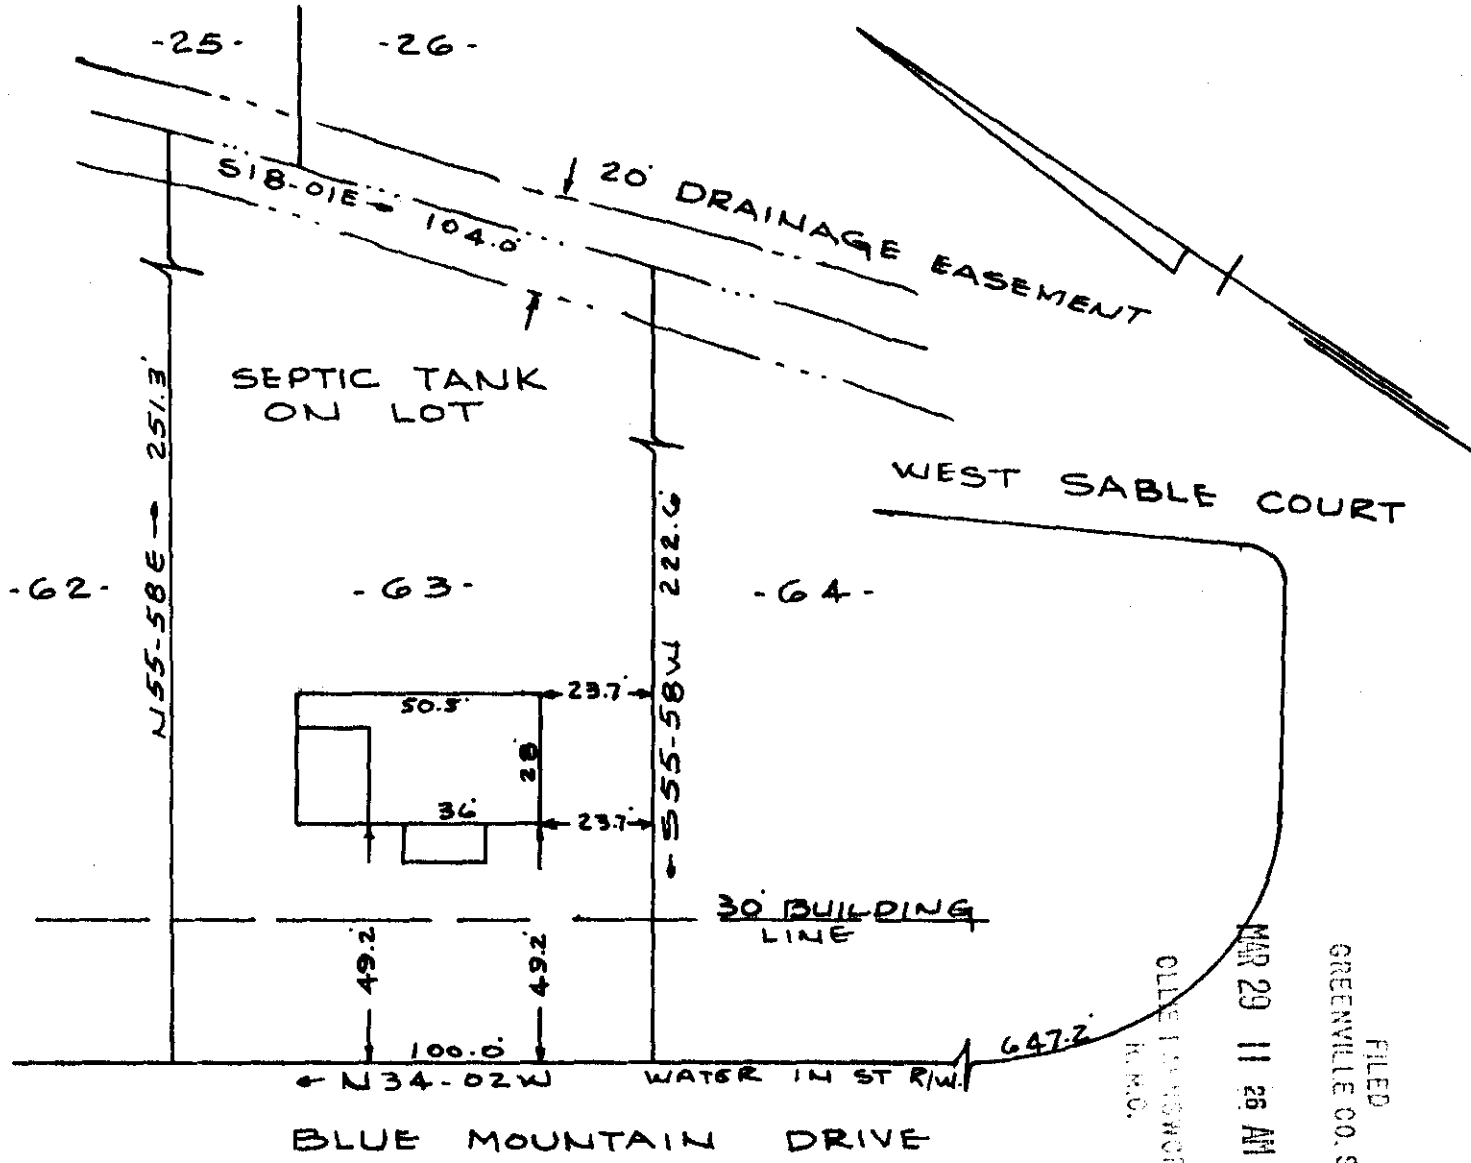 -25-
-26-
S18-01E
104.0'
20' DRAINAGE EASEMENT
SEPTIC TANK
ON LOT
N55-58E
251.3'
222.6'
S55-58W
WEST SABLE COURT
-62-
-63-
-64-
50.5'
23.7'
28'
36'
23.7'
30' BUILDING
LINE
49.2'
49.2'
100.0'
647.2'
N34-02W
WATER IN ST R/W.
BLUE MOUNTAIN DRIVE
FILED
GREENVILLE CO. S
MAR 29 11 26 AM
OLLIE
R.M.C.